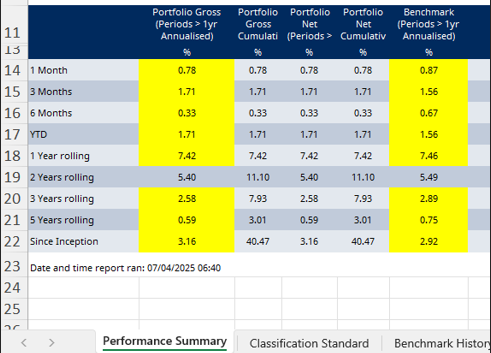 Portfolio Gross Portfolio Portfolio Portfolio Benchmark
11 (Periods > 1yr Gross Net Net (Periods > 1yr
Annualised) Cumulati (Periods > Cumulativ Annualised)
13 % % % % %
14 1 Month 0.78 0.78 0.78 0.78 0.87
15 3 Months 1.71 1.71 1.71 1.71 1.56
16 6 Months 0.33 0.33 0.33 0.33 0.67
17 YTD 1.71 1.71 1.71 1.71 1.56
18 1 Year rolling 7.42 7.42 7.42 7.42 7.46
19 2 Years rolling 5.40 11.10 5.40 11.10 5.49
20 3 Years rolling 2.58 7.93 2.58 7.93 2.89
21 5 Years rolling 0.59 3.01 0.59 3.01 0.75
22 Since Inception 3.16 40.47 3.16 40.47 2.92
23 Date and time report ran: 07/04/2025 06:40
24
25
26
Performance Summary Classification Standard Benchmark History